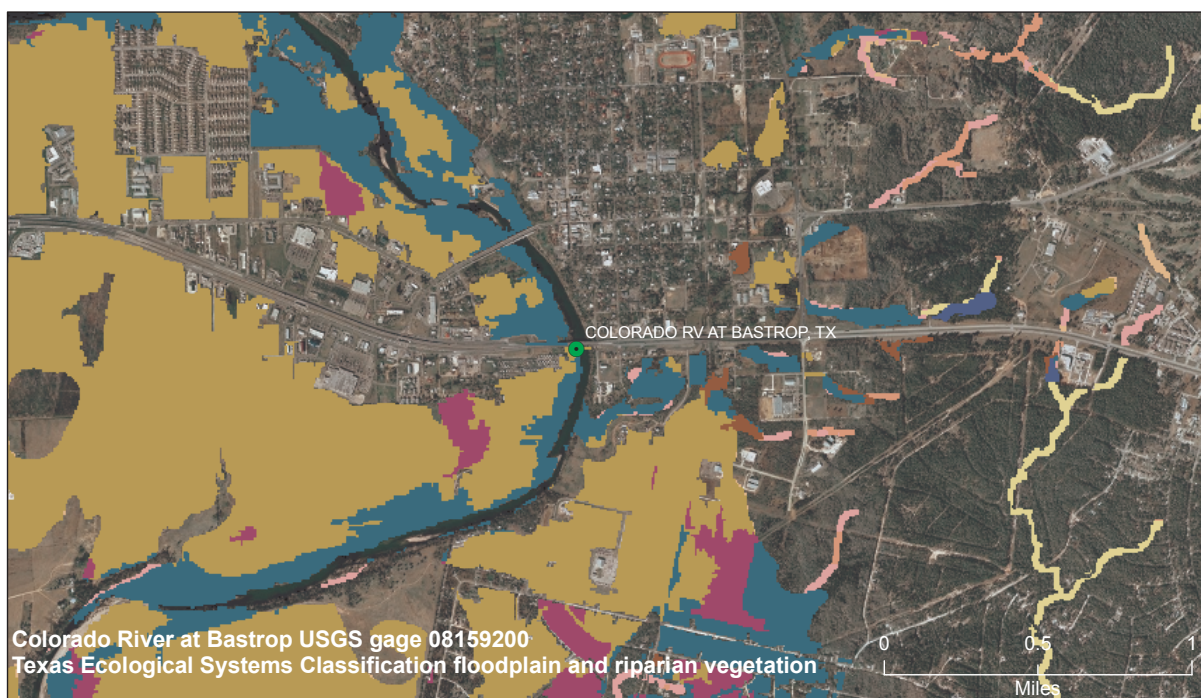 COLORADO RV AT BASTROP, TX
Colorado River at Bastrop USGS gage 08159200
Texas Ecological Systems Classification floodplain and riparian vegetation
0 0.5 1
Miles